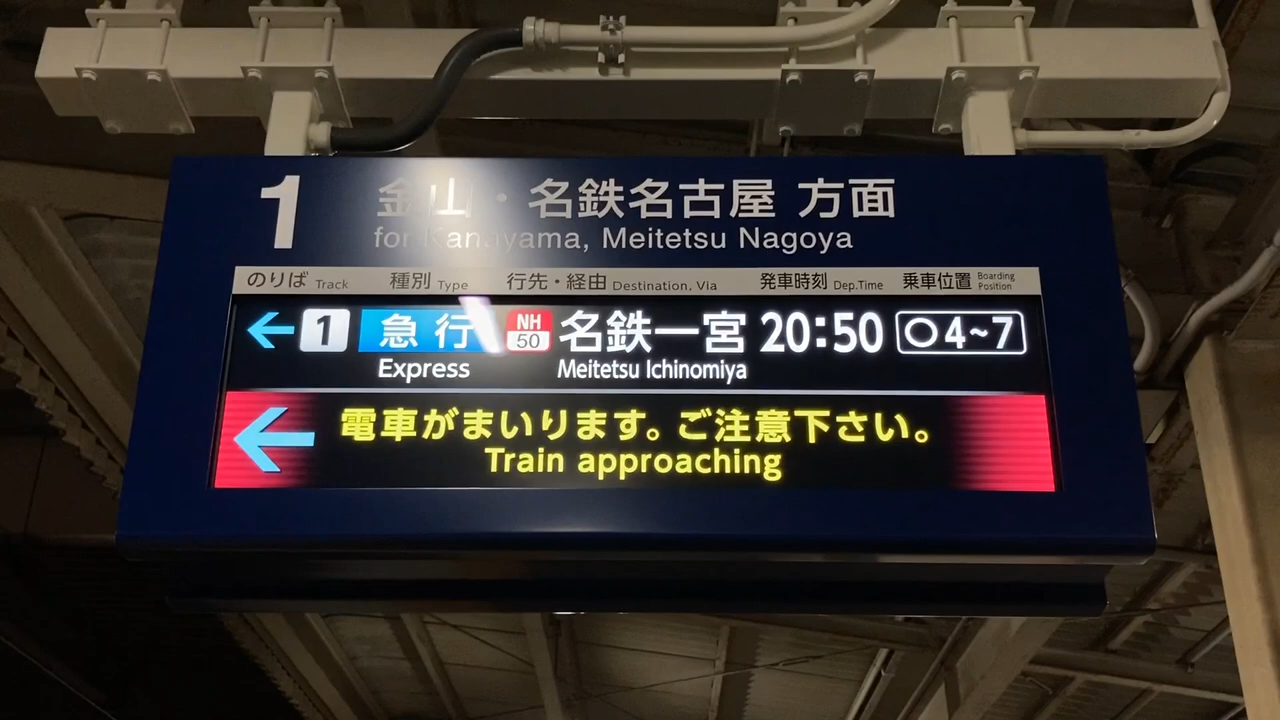 1 金山・名鉄名古屋 方面
for Kanayama, Meitetsu Nagoya
のりば Track 種別 Type 行先・経由 Destination, Via 発車時刻 Dep.Time 乗車位置 Boarding Position
← 1 急行 NH 50 名鉄一宮 20:50 ○4~7
Express Meitetsu Ichinomiya
← 電車がまいります。ご注意下さい。
Train approaching